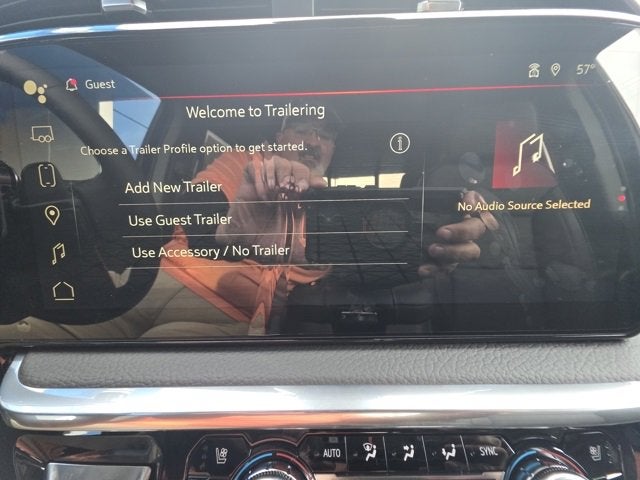 Guest
57°
Welcome to Trailering
Choose a Trailer Profile option to get started.
Add New Trailer
Use Guest Trailer
Use Accessory / No Trailer
No Audio Source Selected
AUTO
SYNC